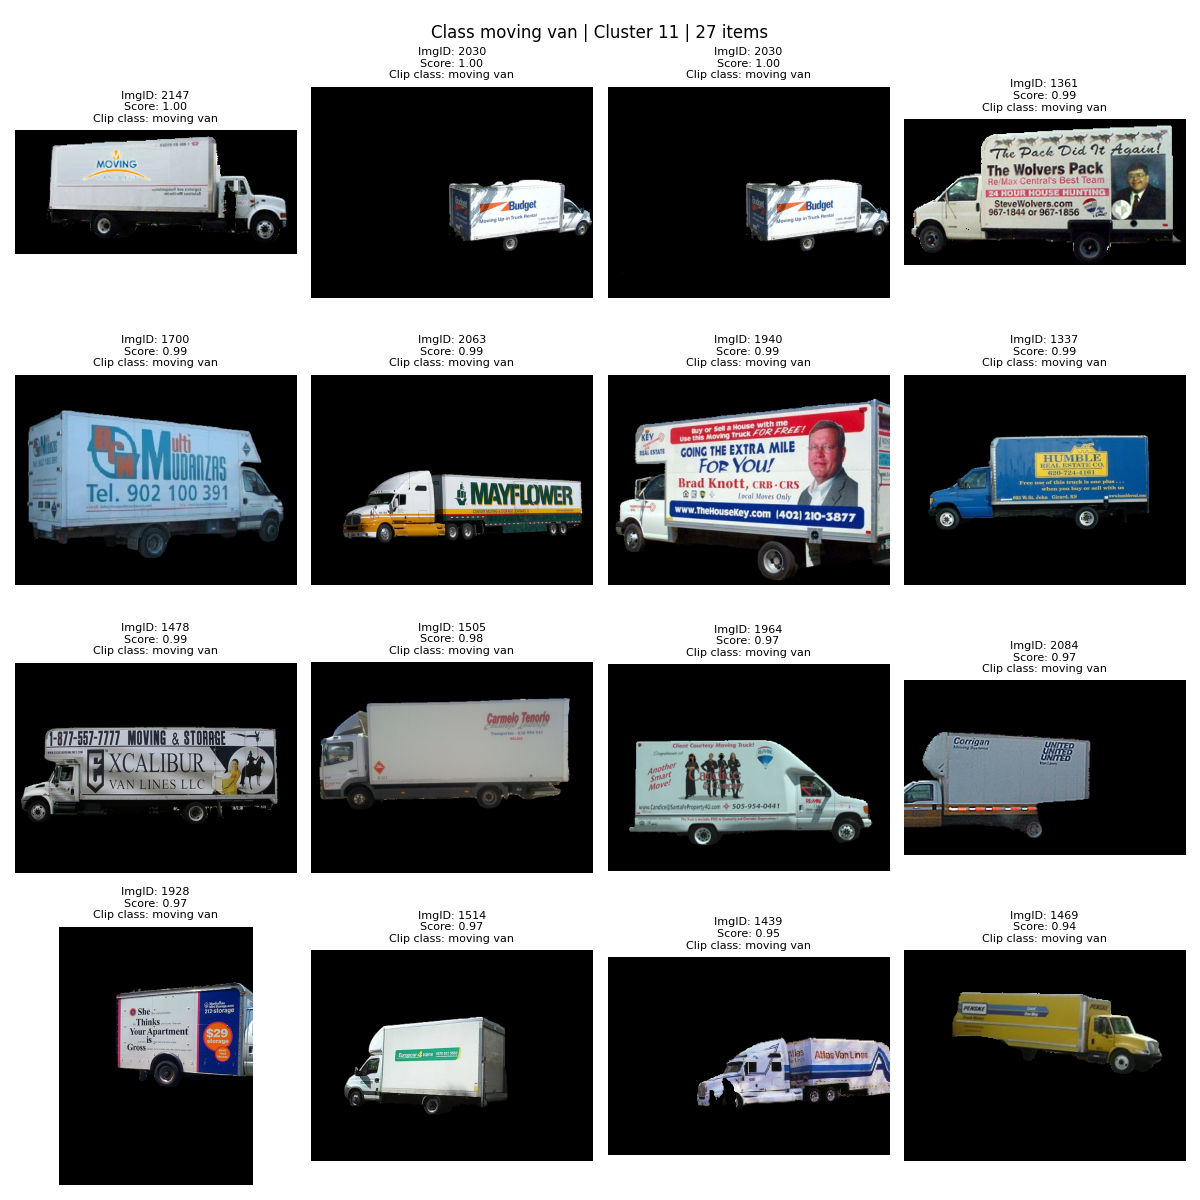 Class moving van | Cluster 11 | 27 items
ImgID: 2147
Score: 1.00
Clip class: moving van
MOVING
ImgID: 2030
Score: 1.00
Clip class: moving van
Budget
Moving Up in Truck Rental
ImgID: 2030
Score: 1.00
Clip class: moving van
Budget
Moving Up in Truck Rental
ImgID: 1361
Score: 0.99
Clip class: moving van
The Pack Did It Again!
The Wolvers Pack
Re/Max Central's Best Team
24 HOUR HOUSE HUNTING
SteveWolvers.com
967-1844 or 967-1856
ImgID: 1700
Score: 0.99
Clip class: moving van
Multi
MUDANZAS
Tel. 902 100 391
ImgID: 2063
Score: 0.99
Clip class: moving van
MAYFLOWER
ImgID: 1940
Score: 0.99
Clip class: moving van
KEY
REAL ESTATE
Buy or Sell a House with me
Use this Moving Truck FOR FREE!
GOING THE EXTRA MILE
FOR YOU!
Brad Knott, CRB·CRS
Local Moves Only
www.TheHouseKey.com (402) 210-3877
ImgID: 1337
Score: 0.99
Clip class: moving van
HUMBLE
REAL ESTATE CO.
620-724-4161
Free use of this truck is one plus . . .
when you buy or sell with us
ImgID: 1478
Score: 0.99
Clip class: moving van
1-877-557-7777 MOVING & STORAGE
EXCALIBUR
VAN LINES LLC
ImgID: 1505
Score: 0.98
Clip class: moving van
Carmelo Tenorio
ImgID: 1964
Score: 0.97
Clip class: moving van
Client Courtesy Moving Truck!
Another
Smart
Move!
Candice
www.Candice@SantaFeProperty4U.com 505-954-0441
RE/MAX
ImgID: 2084
Score: 0.97
Clip class: moving van
Corrigan
Moving Systems
UNITED
UNITED
UNITED
Van Lines
ImgID: 1928
Score: 0.97
Clip class: moving van
She
Thinks
Your Apartment
is
Gross
212-storage
$29
storage
ImgID: 1514
Score: 0.97
Clip class: moving van
ImgID: 1439
Score: 0.95
Clip class: moving van
Atlas Van Lines
ImgID: 1469
Score: 0.94
Clip class: moving van
PENSKE
PENSKE